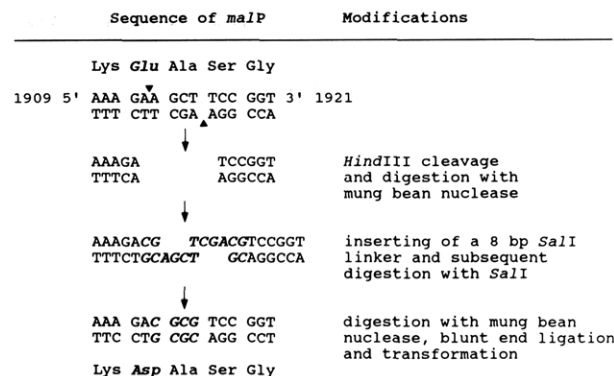 Sequence of malP Modifications
Lys Glu Ala Ser Gly
1909 5' AAA GAA GCT TCC GGT 3' 1921
TTT CTT CGA AGG CCA
AAAGA TCCGGT HindIII cleavage
TTTCA AGGCCA and digestion with
mung bean nuclease
AAAGACG TCGACGTCCGGT inserting of a 8 bp SalI
TTTCTGCAGCT GCAGGCCA linker and subsequent
digestion with SalI
AAA GAC GCG TCC GGT digestion with mung bean
TTC CTG CGC AGG CCT nuclease, blunt end ligation
and transformation
Lys Asp Ala Ser Gly